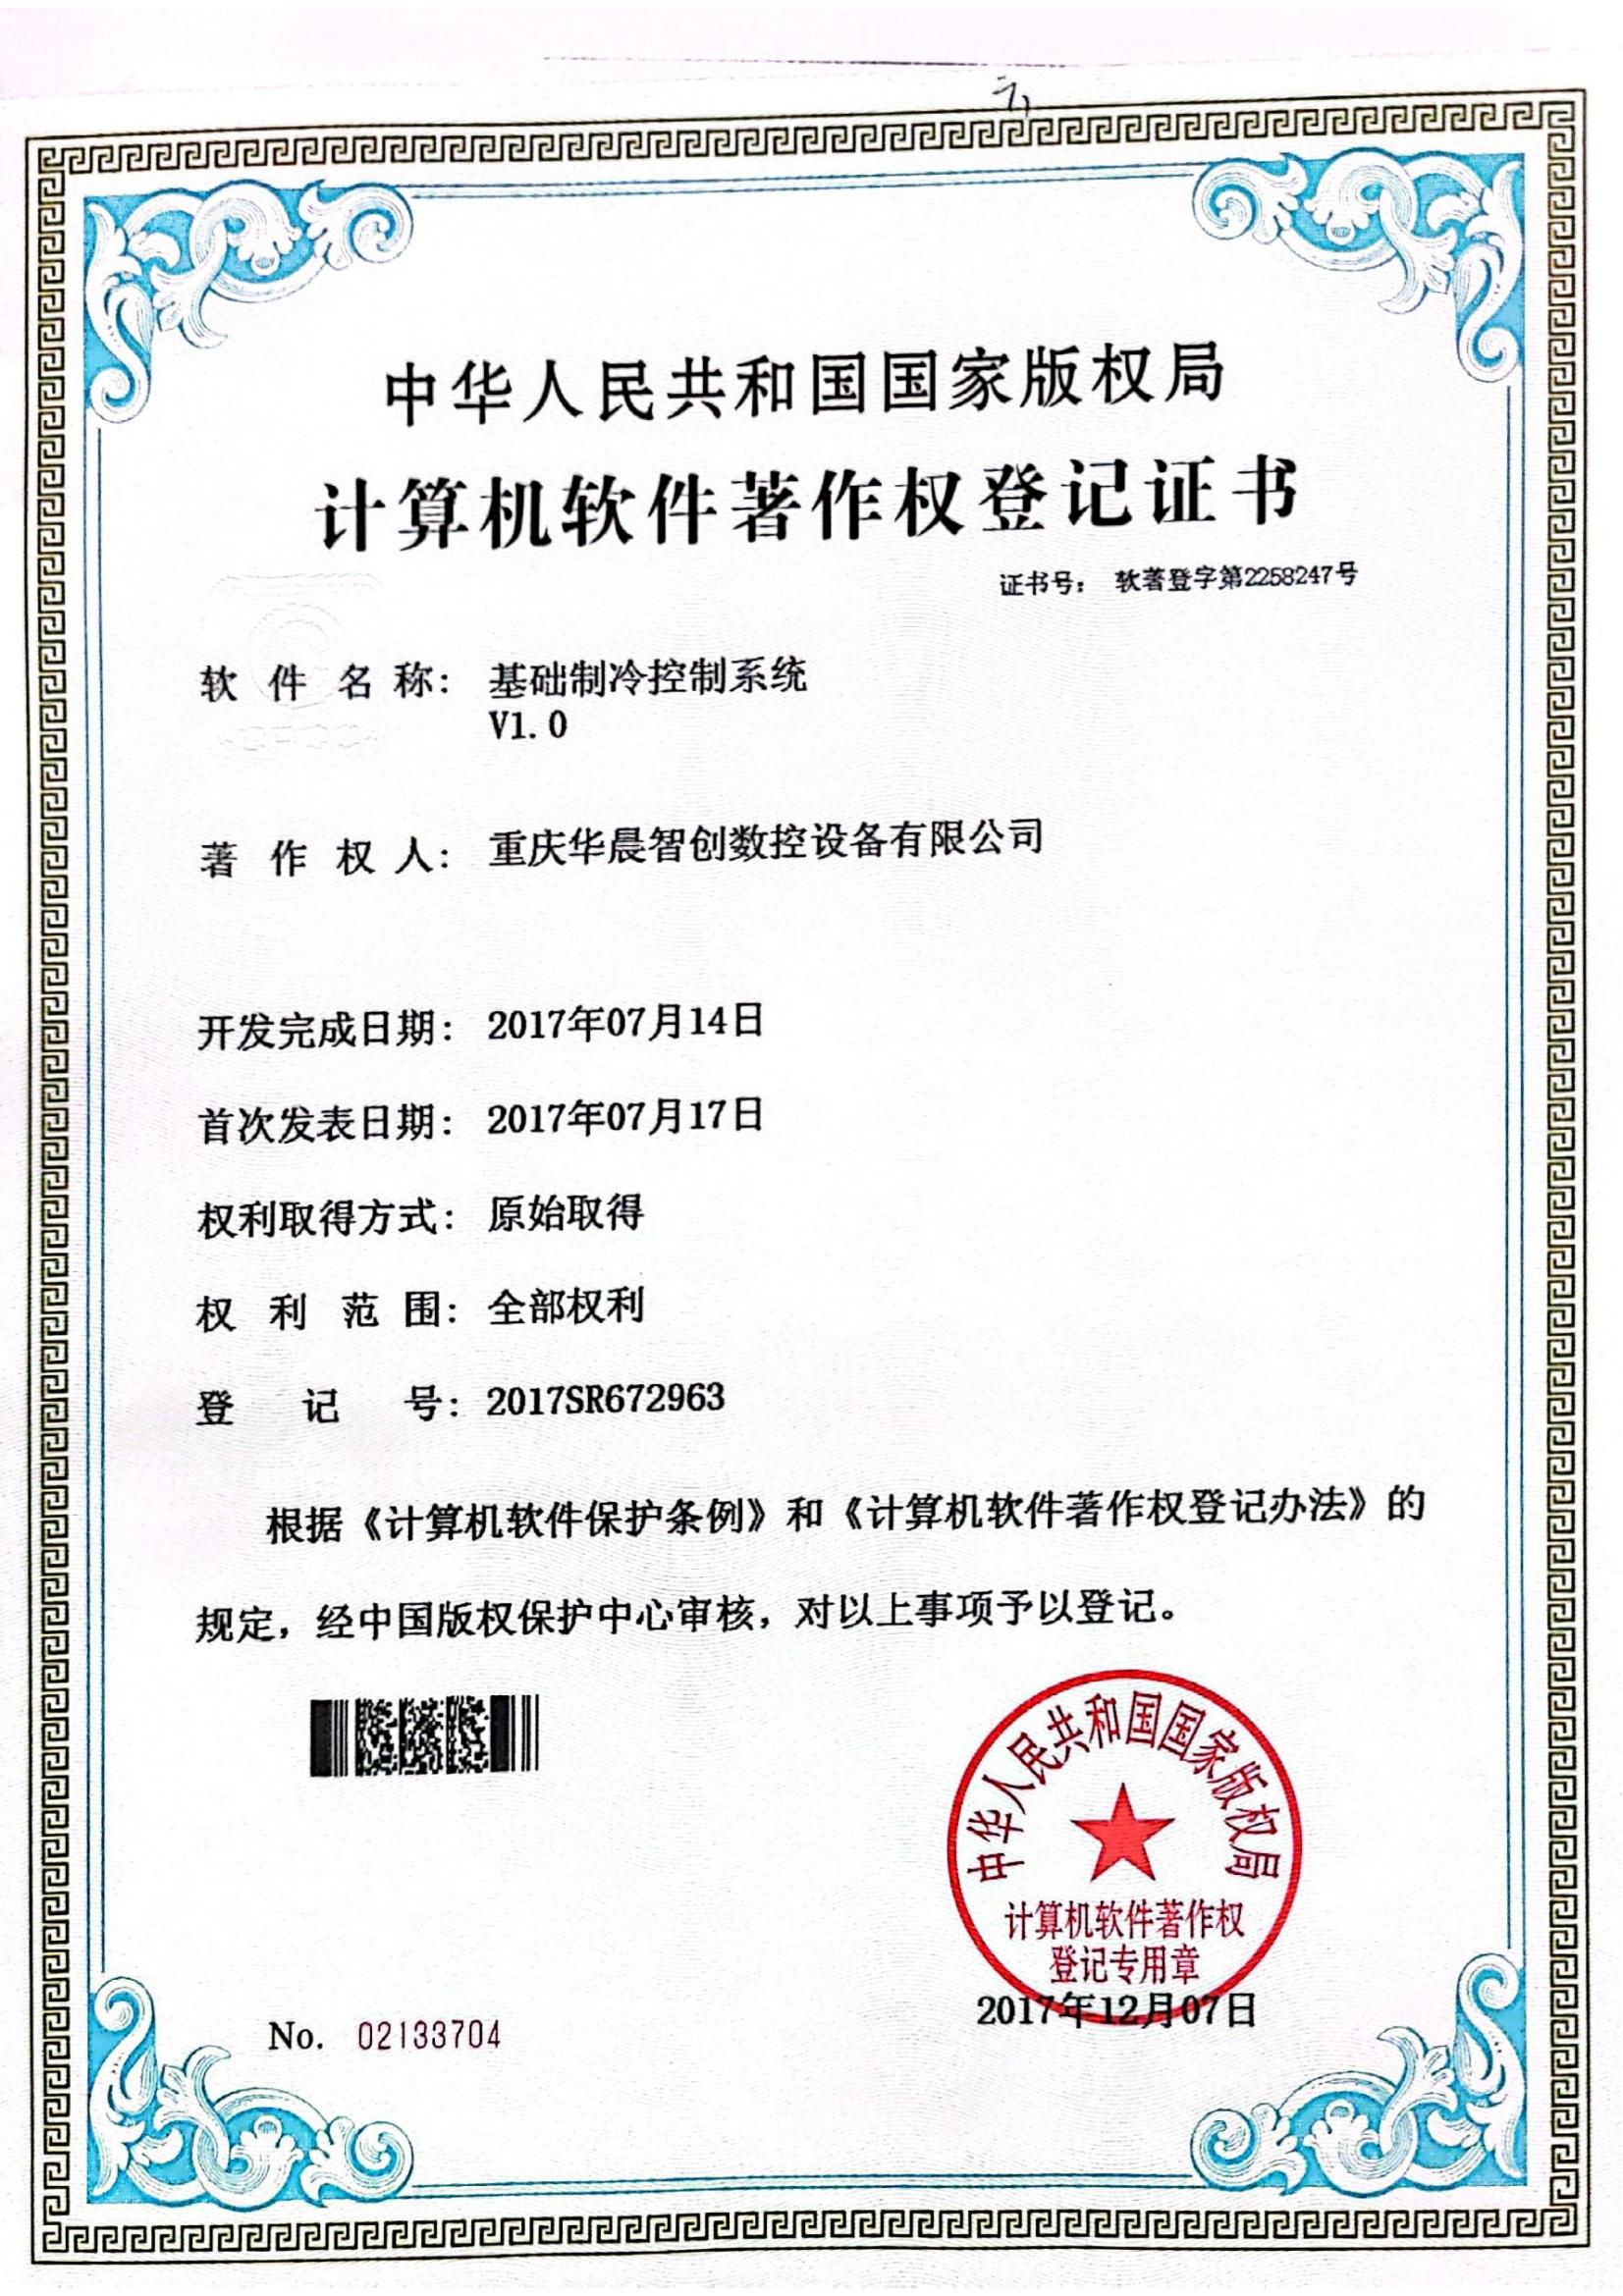 中华人民共和国国家版权局
计算机软件著作权登记证书
证书号： 软著登字第2258247号
软件名称： 基础制冷控制系统
V1.0
著作权人： 重庆华晨智创数控设备有限公司
开发完成日期： 2017年07月14日
首次发表日期： 2017年07月17日
权利取得方式： 原始取得
权利范围： 全部权利
登记号： 2017SR672963
根据《计算机软件保护条例》和《计算机软件著作权登记办法》的
规定，经中国版权保护中心审核，对以上事项予以登记。
中华人民共和国国家版权局
计算机软件著作权
登记专用章
2017年12月07日
No. 02133704